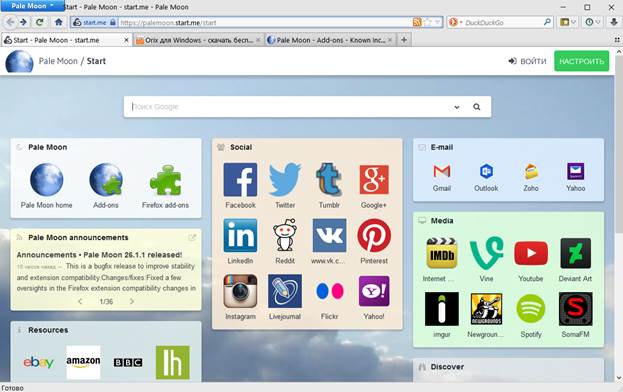 Pale Moon
Start - Pale Moon - start.me - Pale Moon
start.me
https://palemoon.start.me/start
DuckDuckGo
Start - Pale Moon - start.me
Orix для Windows - скачать бесп...
Pale Moon - Add-ons - Known Inc...
Pale Moon / Start
ВОЙТИ
НАСТРОИТЬ
Поиск Google
Pale Moon
Pale Moon home
Add-ons
Firefox add-ons
Pale Moon announcements
Announcements • Pale Moon 26.1.1 released!
15 часов назад — This is a bugfix release to improve stability
and extension compatibility.Changes/fixes:Fixed a few
oversights in the Firefox extension compatibility changes in
1/36
Resources
ebay
amazon
BBC
Social
Facebook
Twitter
Tumblr
Google+
LinkedIn
Reddit
www.vk.c...
Pinterest
Instagram
Livejournal
Flickr
Yahoo!
E-mail
Gmail
Outlook
Zoho
Yahoo
Media
IMDb
Internet ...
Vine
Youtube
Deviant Art
NEWGROUNDS
imgur
Newgroun...
Spotify
SomaFM
Discover
Готово